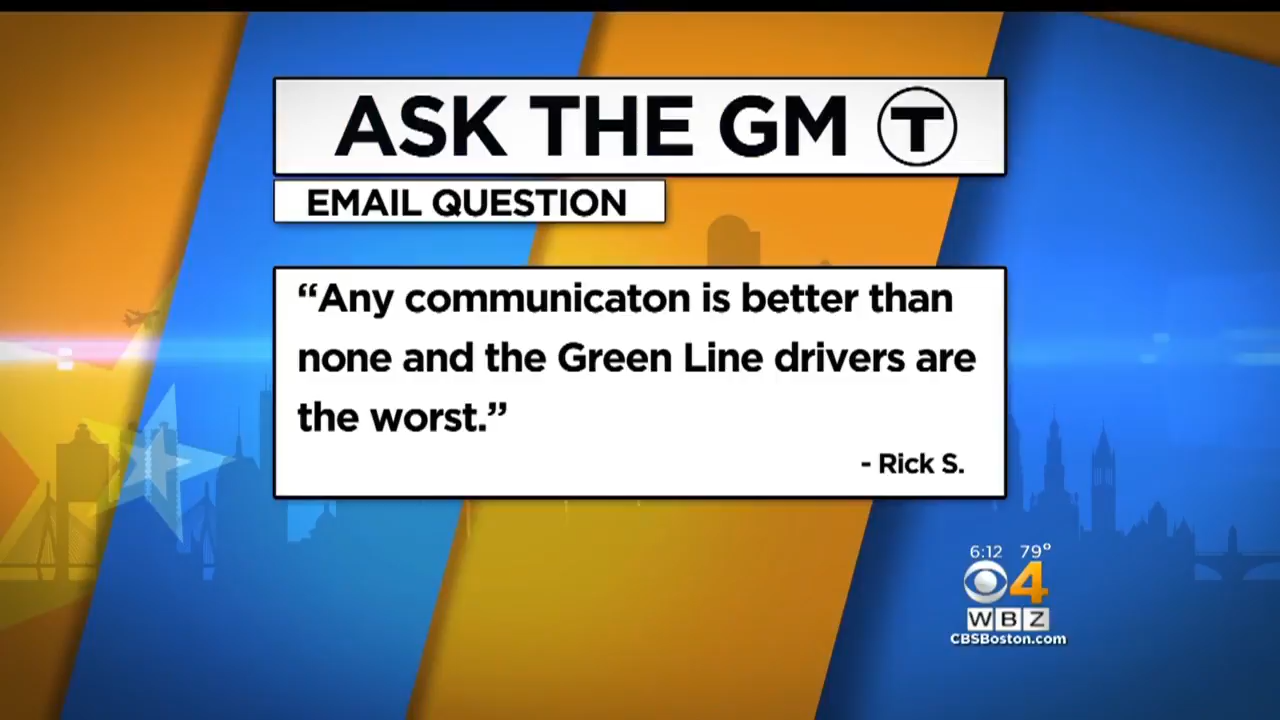 ASK THE GM T
EMAIL QUESTION
“Any communicaton is better than
none and the Green Line drivers are
the worst.”
- Rick S.
6:12 79°
4
WBZ
CBSBoston.com